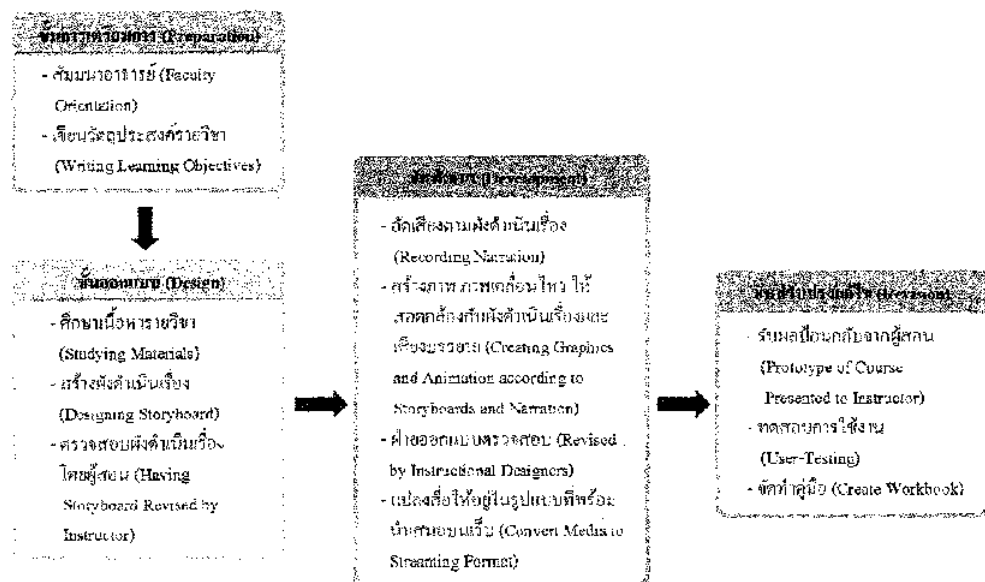 ขั้นการเตรียมการ (Preparation)
- สัมมนาอาจารย์ (Faculty
Orientation)
- เขียนวัตถุประสงค์รายวิชา
(Writing Learning Objectives)
ขั้นออกแบบ (Design)
- ศึกษาเนื้อหารายวิชา
(Studying Materials)
- สร้างผังดำเนินเรื่อง
(Designing Storyboard)
- ตรวจสอบผังดำเนินเรื่อง
โดยผู้สอน (Having
Storyboard Revised by
Instructor)
(Development)
- อัดเสียงตามผังดำเนินเรื่อง
(Recording Narration)
- สร้างภาพ ภาพเคลื่อนไหว ให้
สอดคล้องกับผังดำเนินเรื่องและ
เสียงบรรยาย (Creating Graphics
and Animation according to
Storyboards and Narration)
- ฝ่ายออกแบบตรวจสอบ (Revised
by Instructional Designers)
- แปลงสื่อให้อยู่ในรูปแบบที่พร้อม
นำเสนอบนเว็บ (Convert Media to
Streaming Format)
ขั้นปรับปรุงแก้ไข (Revision)
- รับผลป้อนกลับจากผู้สอน
(Prototype of Course
Presented to Instructor)
- ทดสอบการใช้งาน
(User-Testing)
- จัดทำคู่มือ (Create Workbook)